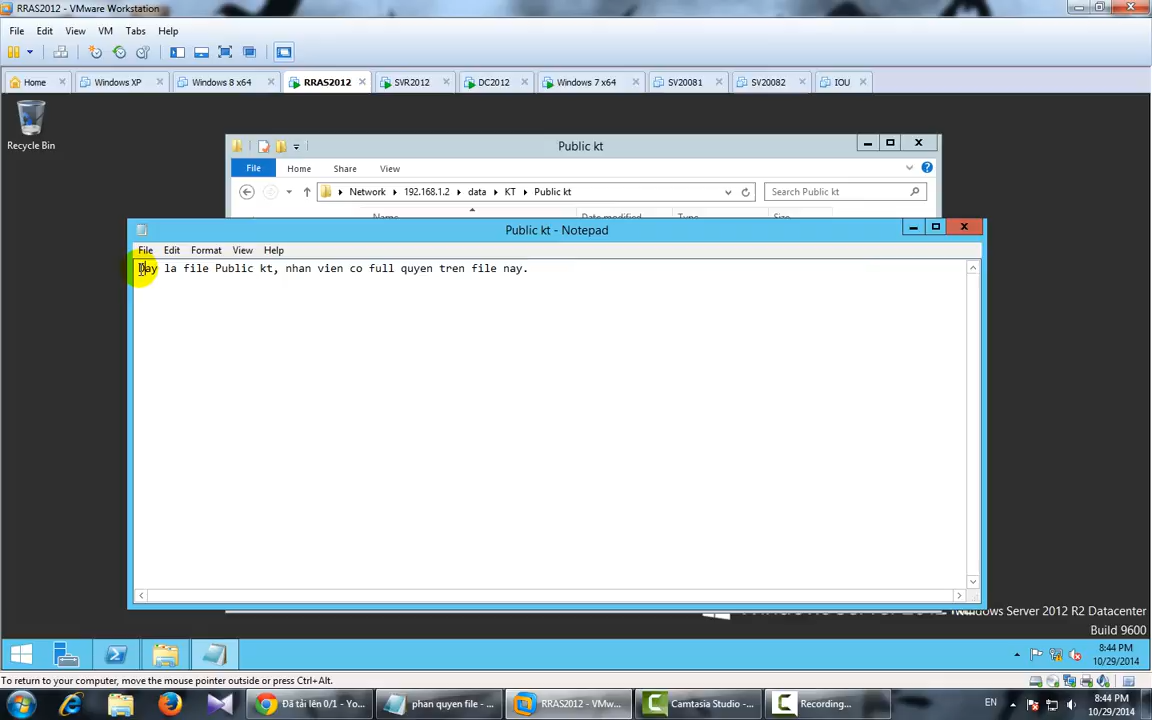 RRAS2012 - VMware Workstation
File Edit View VM Tabs Help
Home Windows XP Windows 8 x64 RRAS2012 SVR2012 DC2012 Windows 7 x64 SV20081 SV20082 IOU
Recycle Bin
Public kt
File Home Share View
Network 192.168.1.2 data KT Public kt Search Public kt
Name Date modified Type Size
Public kt - Notepad
File Edit Format View Help
Day la file Public kt, nhan vien co full quyen tren file nay.
Windows Server 2012 R2 Datacenter
Build 9600
8:44 PM
10/29/2014
To return to your computer, move the mouse pointer outside or press Ctrl+Alt.
Đã tải lên 0/1 - Yo... phan quyen file - ... RRAS2012 - VMw... Camtasia Studio - ... Recording... EN
8:44 PM
10/29/2014